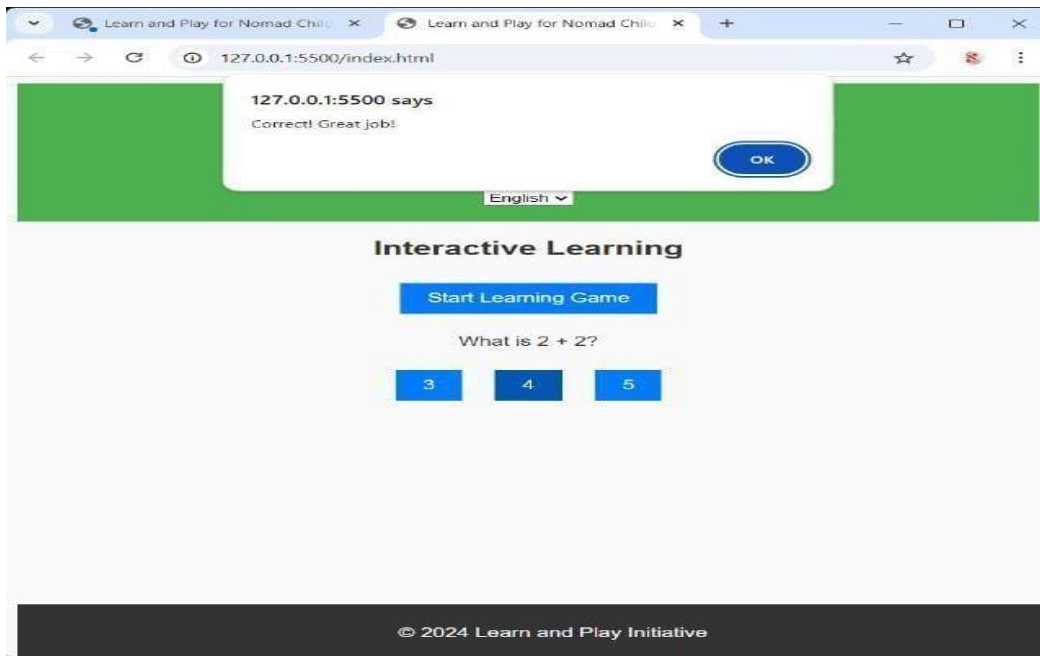 Learn and Play for Nomad Chil
Learn and Play for Nomad Chil
127.0.0.1:5500/index.html
127.0.0.1:5500 says
Correct! Great job!
OK
English
Interactive Learning
Start Learning Game
What is 2 + 2?
3 4 5
© 2024 Learn and Play Initiative